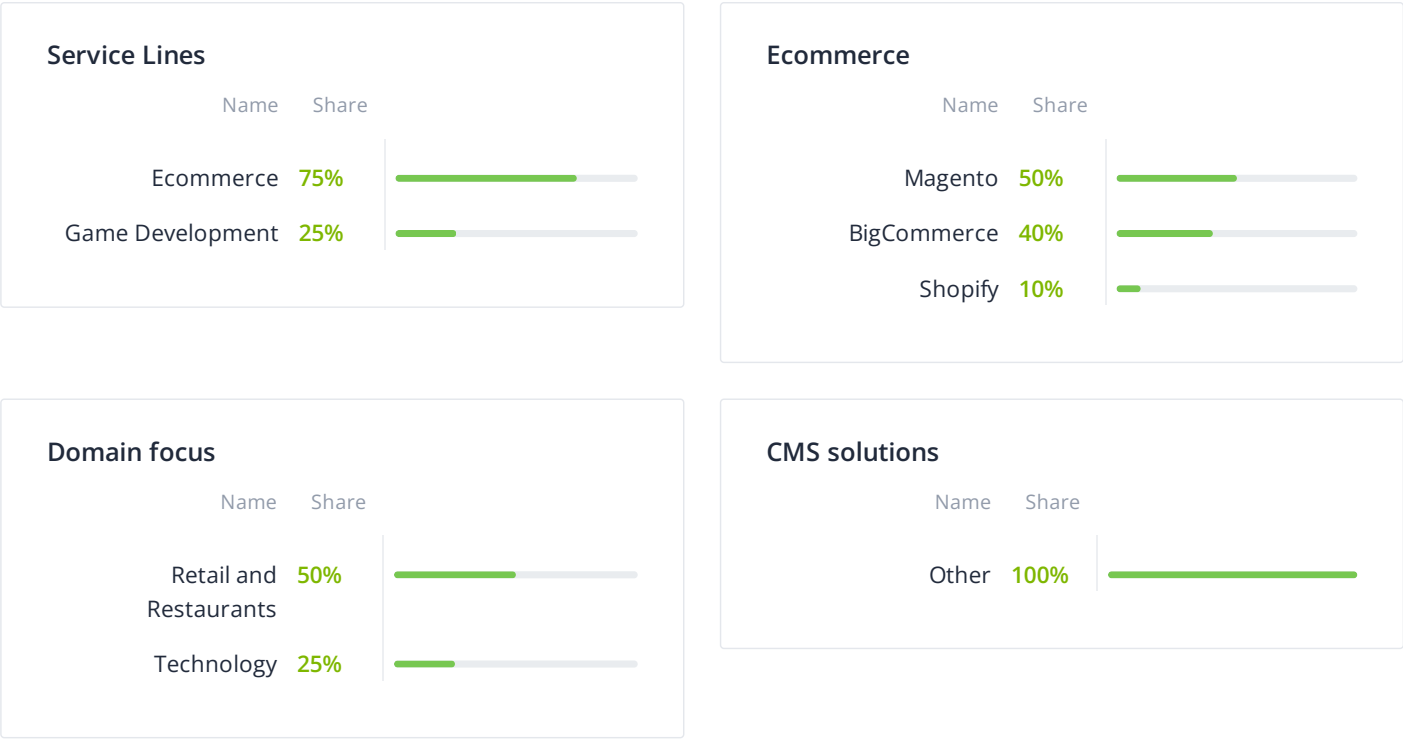 Service Lines
Name Share
Ecommerce 75%
Game Development 25%
Ecommerce
Name Share
Magento 50%
BigCommerce 40%
Shopify 10%
Domain focus
Name Share
Retail and 50%
Restaurants
Technology 25%
CMS solutions
Name Share
Other 100%